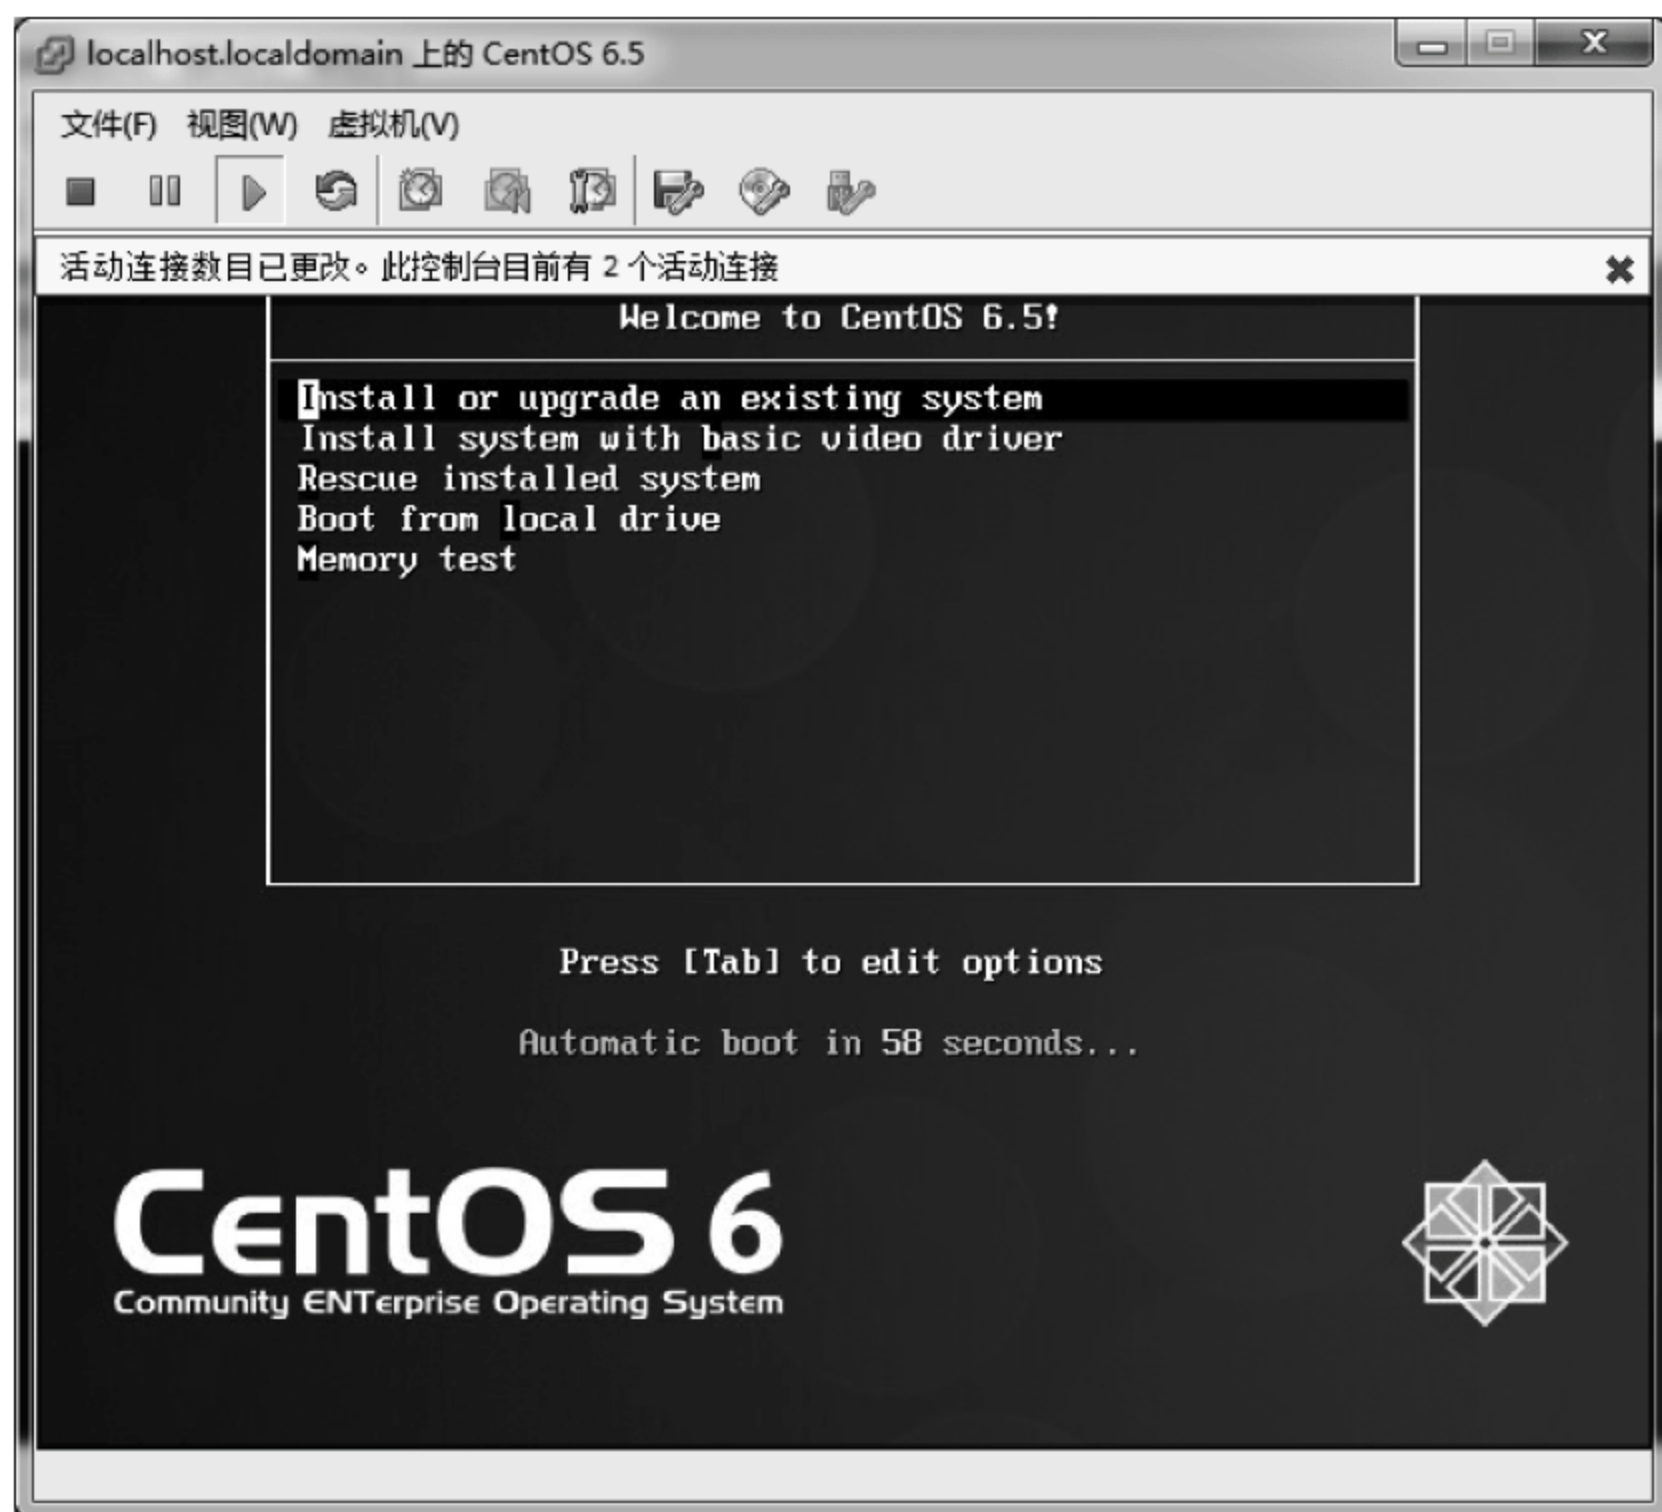 localhost.localdomain 上的 CentOS 6.5
文件(F) 视图(W) 虚拟机(V)
活动连接数目已更改。此控制台目前有 2 个活动连接
Welcome to CentOS 6.5!
Install or upgrade an existing system
Install system with basic video driver
Rescue installed system
Boot from local drive
Memory test
Press [Tab] to edit options
Automatic boot in 58 seconds...
CentOS 6
Community ENTerprise Operating System